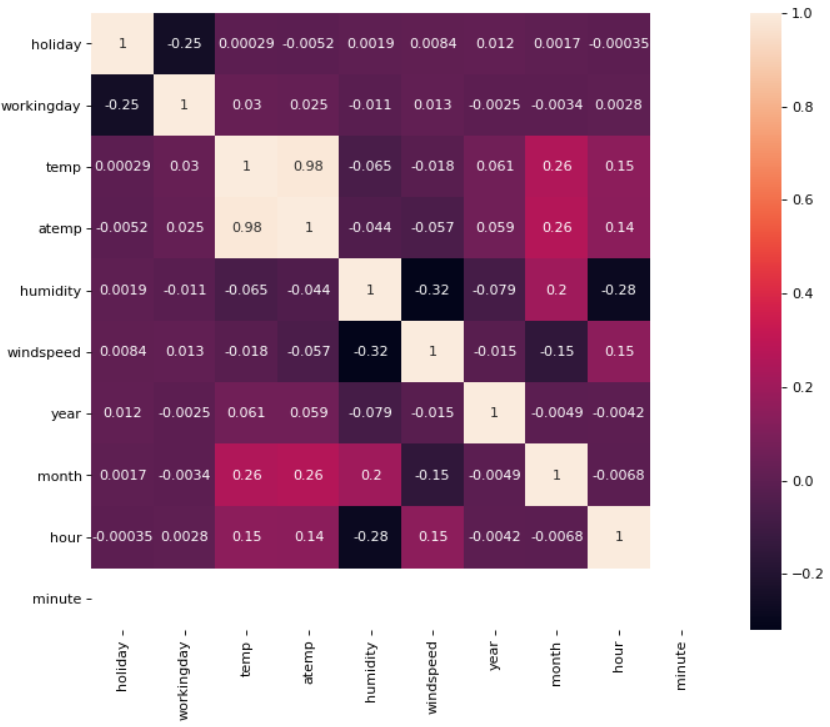 holiday 1 -0.25 0.00029 -0.0052 0.0019 0.0084 0.012 0.0017 -0.00035
workingday -0.25 1 0.03 0.025 -0.011 0.013 -0.0025 -0.0034 0.0028
temp 0.00029 0.03 1 0.98 -0.065 -0.018 0.061 0.26 0.15
atemp -0.0052 0.025 0.98 1 -0.044 -0.057 0.059 0.26 0.14
humidity 0.0019 -0.011 -0.065 -0.044 1 -0.32 -0.079 0.2 -0.28
windspeed 0.0084 0.013 -0.018 -0.057 -0.32 1 -0.015 -0.15 0.15
year 0.012 -0.0025 0.061 0.059 -0.079 -0.015 1 -0.0049 -0.0042
month 0.0017 -0.0034 0.26 0.26 0.2 -0.15 -0.0049 1 -0.0068
hour -0.00035 0.0028 0.15 0.14 -0.28 0.15 -0.0042 -0.0068 1
minute
holiday workingday temp atemp humidity windspeed year month hour minute
1.0
0.8
0.6
0.4
0.2
0.0
−0.2